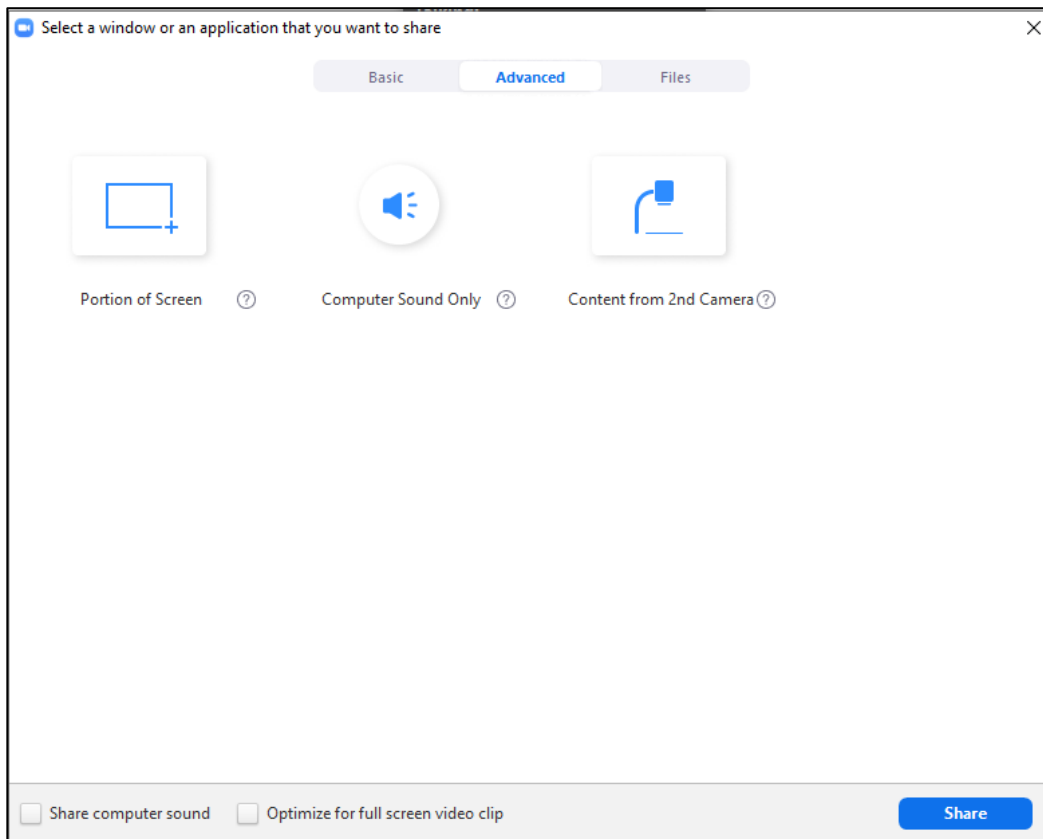 Select a window or an application that you want to share
Basic Advanced Files
Portion of Screen ? Computer Sound Only ? Content from 2nd Camera ?
Share computer sound Optimize for full screen video clip Share